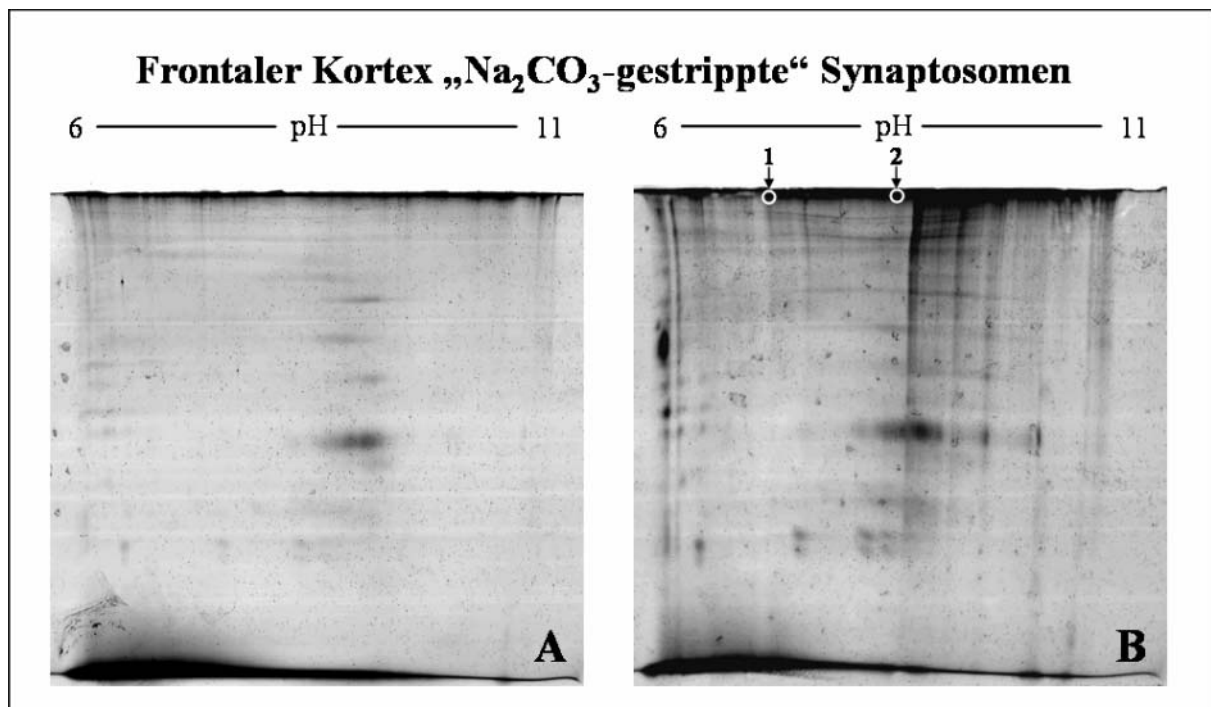 Frontaler Kortex „Na₂CO₃-gestrippte“ Synaptosomen
6 pH 11
6 pH 11
1 2
A
B